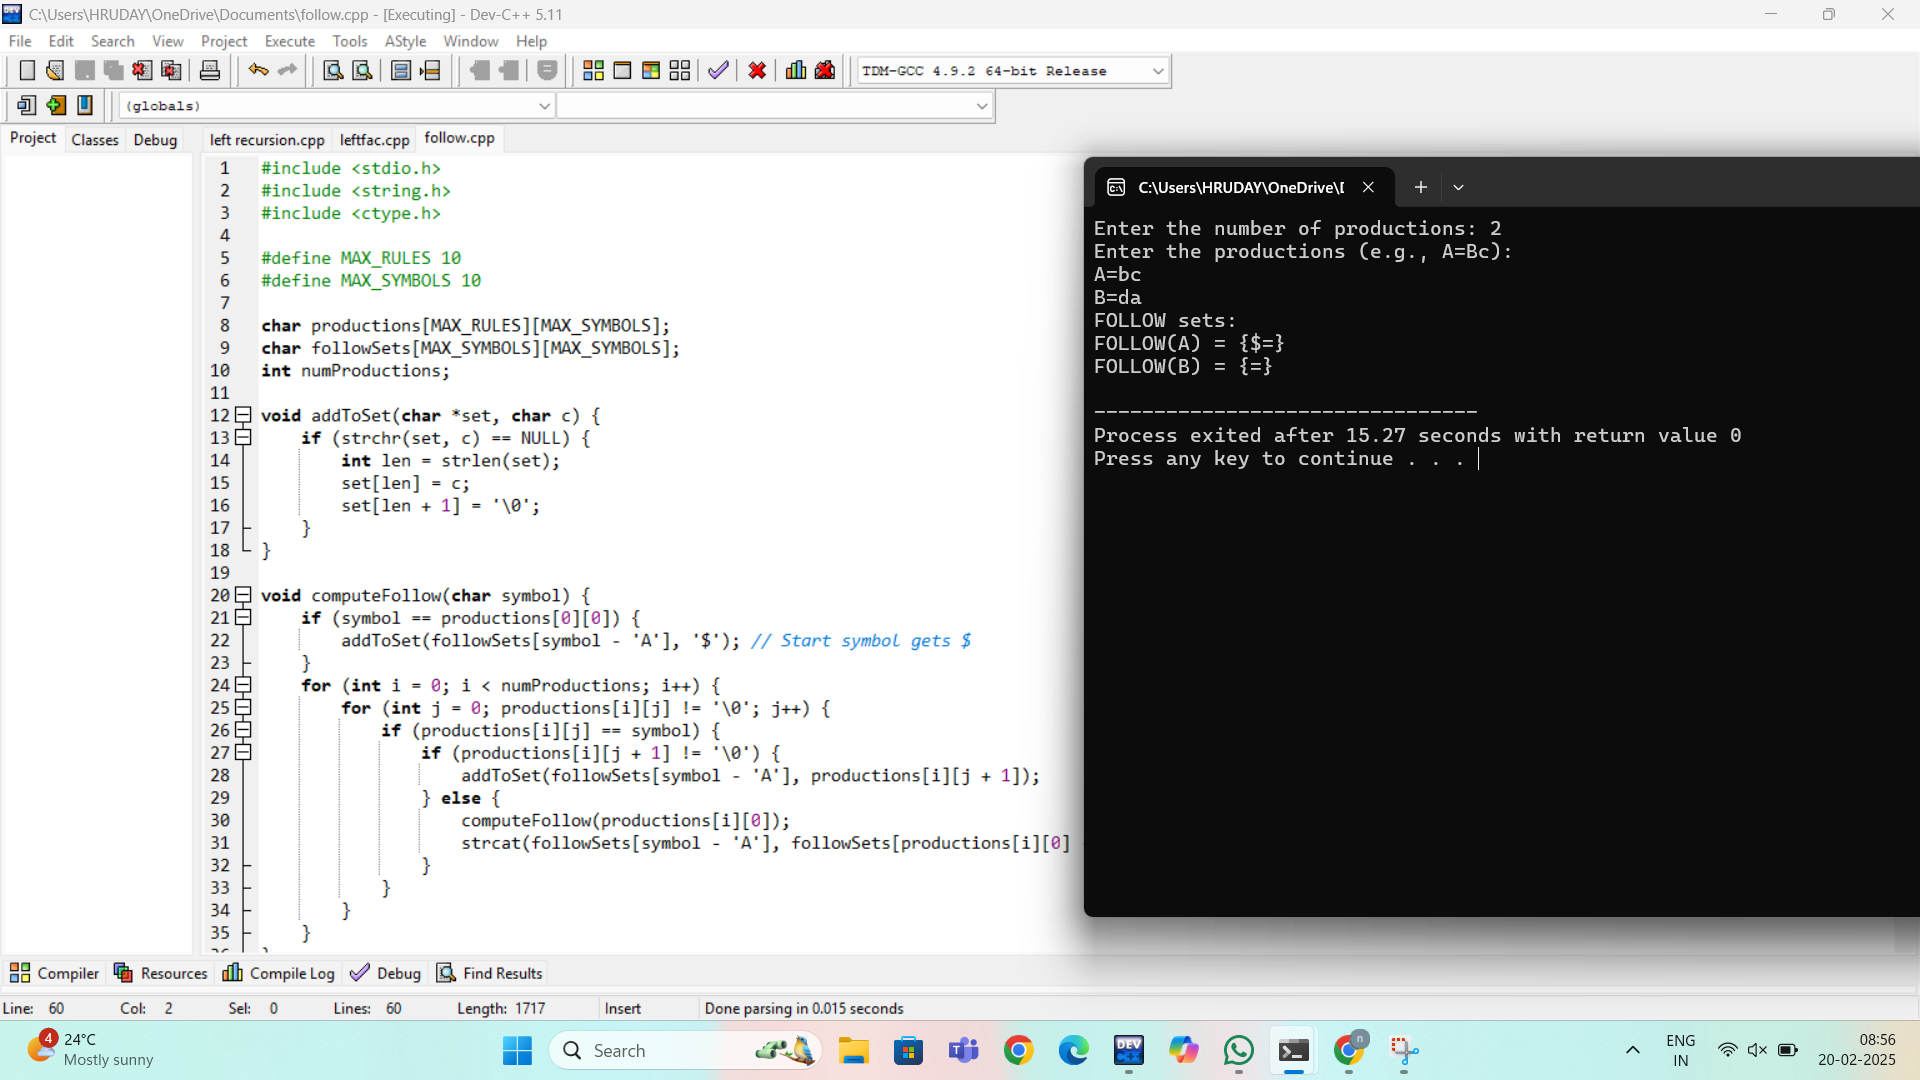 C:\Users\HRUDAY\OneDrive\Documents\follow.cpp - [Executing] - Dev-C++ 5.11
File Edit Search View Project Execute Tools AStyle Window Help
TDM-GCC 4.9.2 64-bit Release
(globals)
Project Classes Debug
left recursion.cpp leftfac.cpp follow.cpp
1 #include <stdio.h>
2 #include <string.h>
3 #include <ctype.h>
4
5 #define MAX_RULES 10
6 #define MAX_SYMBOLS 10
7
8 char productions[MAX_RULES][MAX_SYMBOLS];
9 char followSets[MAX_SYMBOLS][MAX_SYMBOLS];
10 int numProductions;
11
12 void addToSet(char *set, char c) {
13     if (strchr(set, c) == NULL) {
14         int len = strlen(set);
15         set[len] = c;
16         set[len + 1] = '\0';
17     }
18 }
19
20 void computeFollow(char symbol) {
21     if (symbol == productions[0][0]) {
22         addToSet(followSets[symbol - 'A'], '$'); // Start symbol gets $
23     }
24     for (int i = 0; i < numProductions; i++) {
25         for (int j = 0; productions[i][j] != '\0'; j++) {
26             if (productions[i][j] == symbol) {
27                 if (productions[i][j + 1] != '\0') {
28                     addToSet(followSets[symbol - 'A'], productions[i][j + 1]);
29                 } else {
30                     computeFollow(productions[i][0]);
31                     strcat(followSets[symbol - 'A'], followSets[productions[i][0]
32                 }
33             }
34         }
35     }
C:\Users\HRUDAY\OneDrive\
Enter the number of productions: 2
Enter the productions (e.g., A=Bc):
A=bc
B=da
FOLLOW sets:
FOLLOW(A) = {$=}
FOLLOW(B) = {=}
--------------------------------
Process exited after 15.27 seconds with return value 0
Press any key to continue . . .
Compiler Resources Compile Log Debug Find Results
Line: 60 Col: 2 Sel: 0 Lines: 60 Length: 1717 Insert Done parsing in 0.015 seconds
4
24°C
Mostly sunny
Search
DEV
n
ENG
IN
08:56
20-02-2025